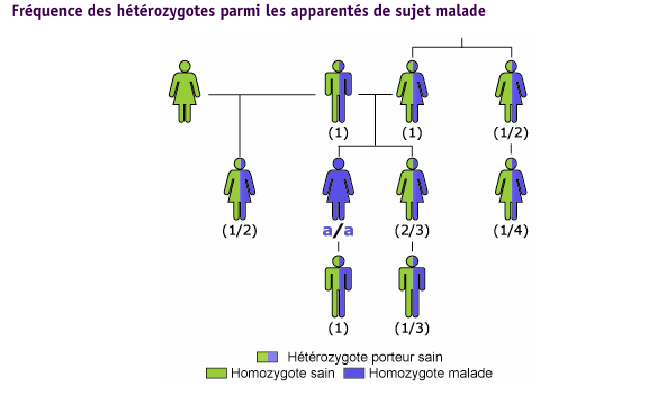 Fréquence des hétérozygotes parmi les apparentés de sujet malade
(1) (1) (1/2)
(1/2) a/a (2/3) (1/4)
(1) (1/3)
Hétérozygote porteur sain
Homozygote sain Homozygote malade